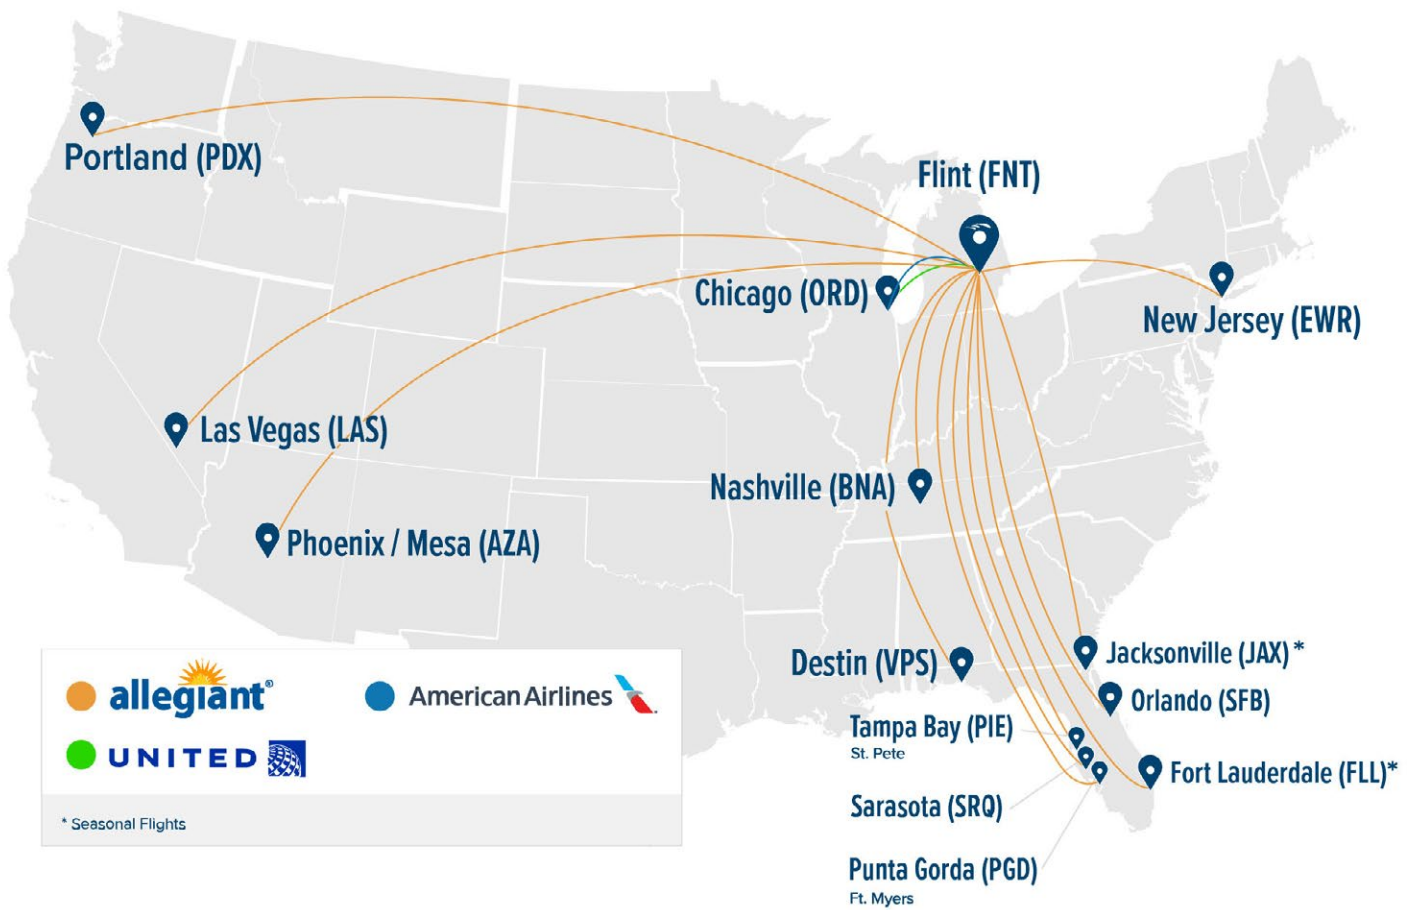 Portland (PDX)
Flint (FNT)
Chicago (ORD)
New Jersey (EWR)
Las Vegas (LAS)
Nashville (BNA)
Phoenix / Mesa (AZA)
Destin (VPS)
Jacksonville (JAX) *
Orlando (SFB)
Tampa Bay (PIE)
St. Pete
Fort Lauderdale (FLL)*
Sarasota (SRQ)
Punta Gorda (PGD)
Ft. Myers
allegiant®
American Airlines
UNITED
* Seasonal Flights